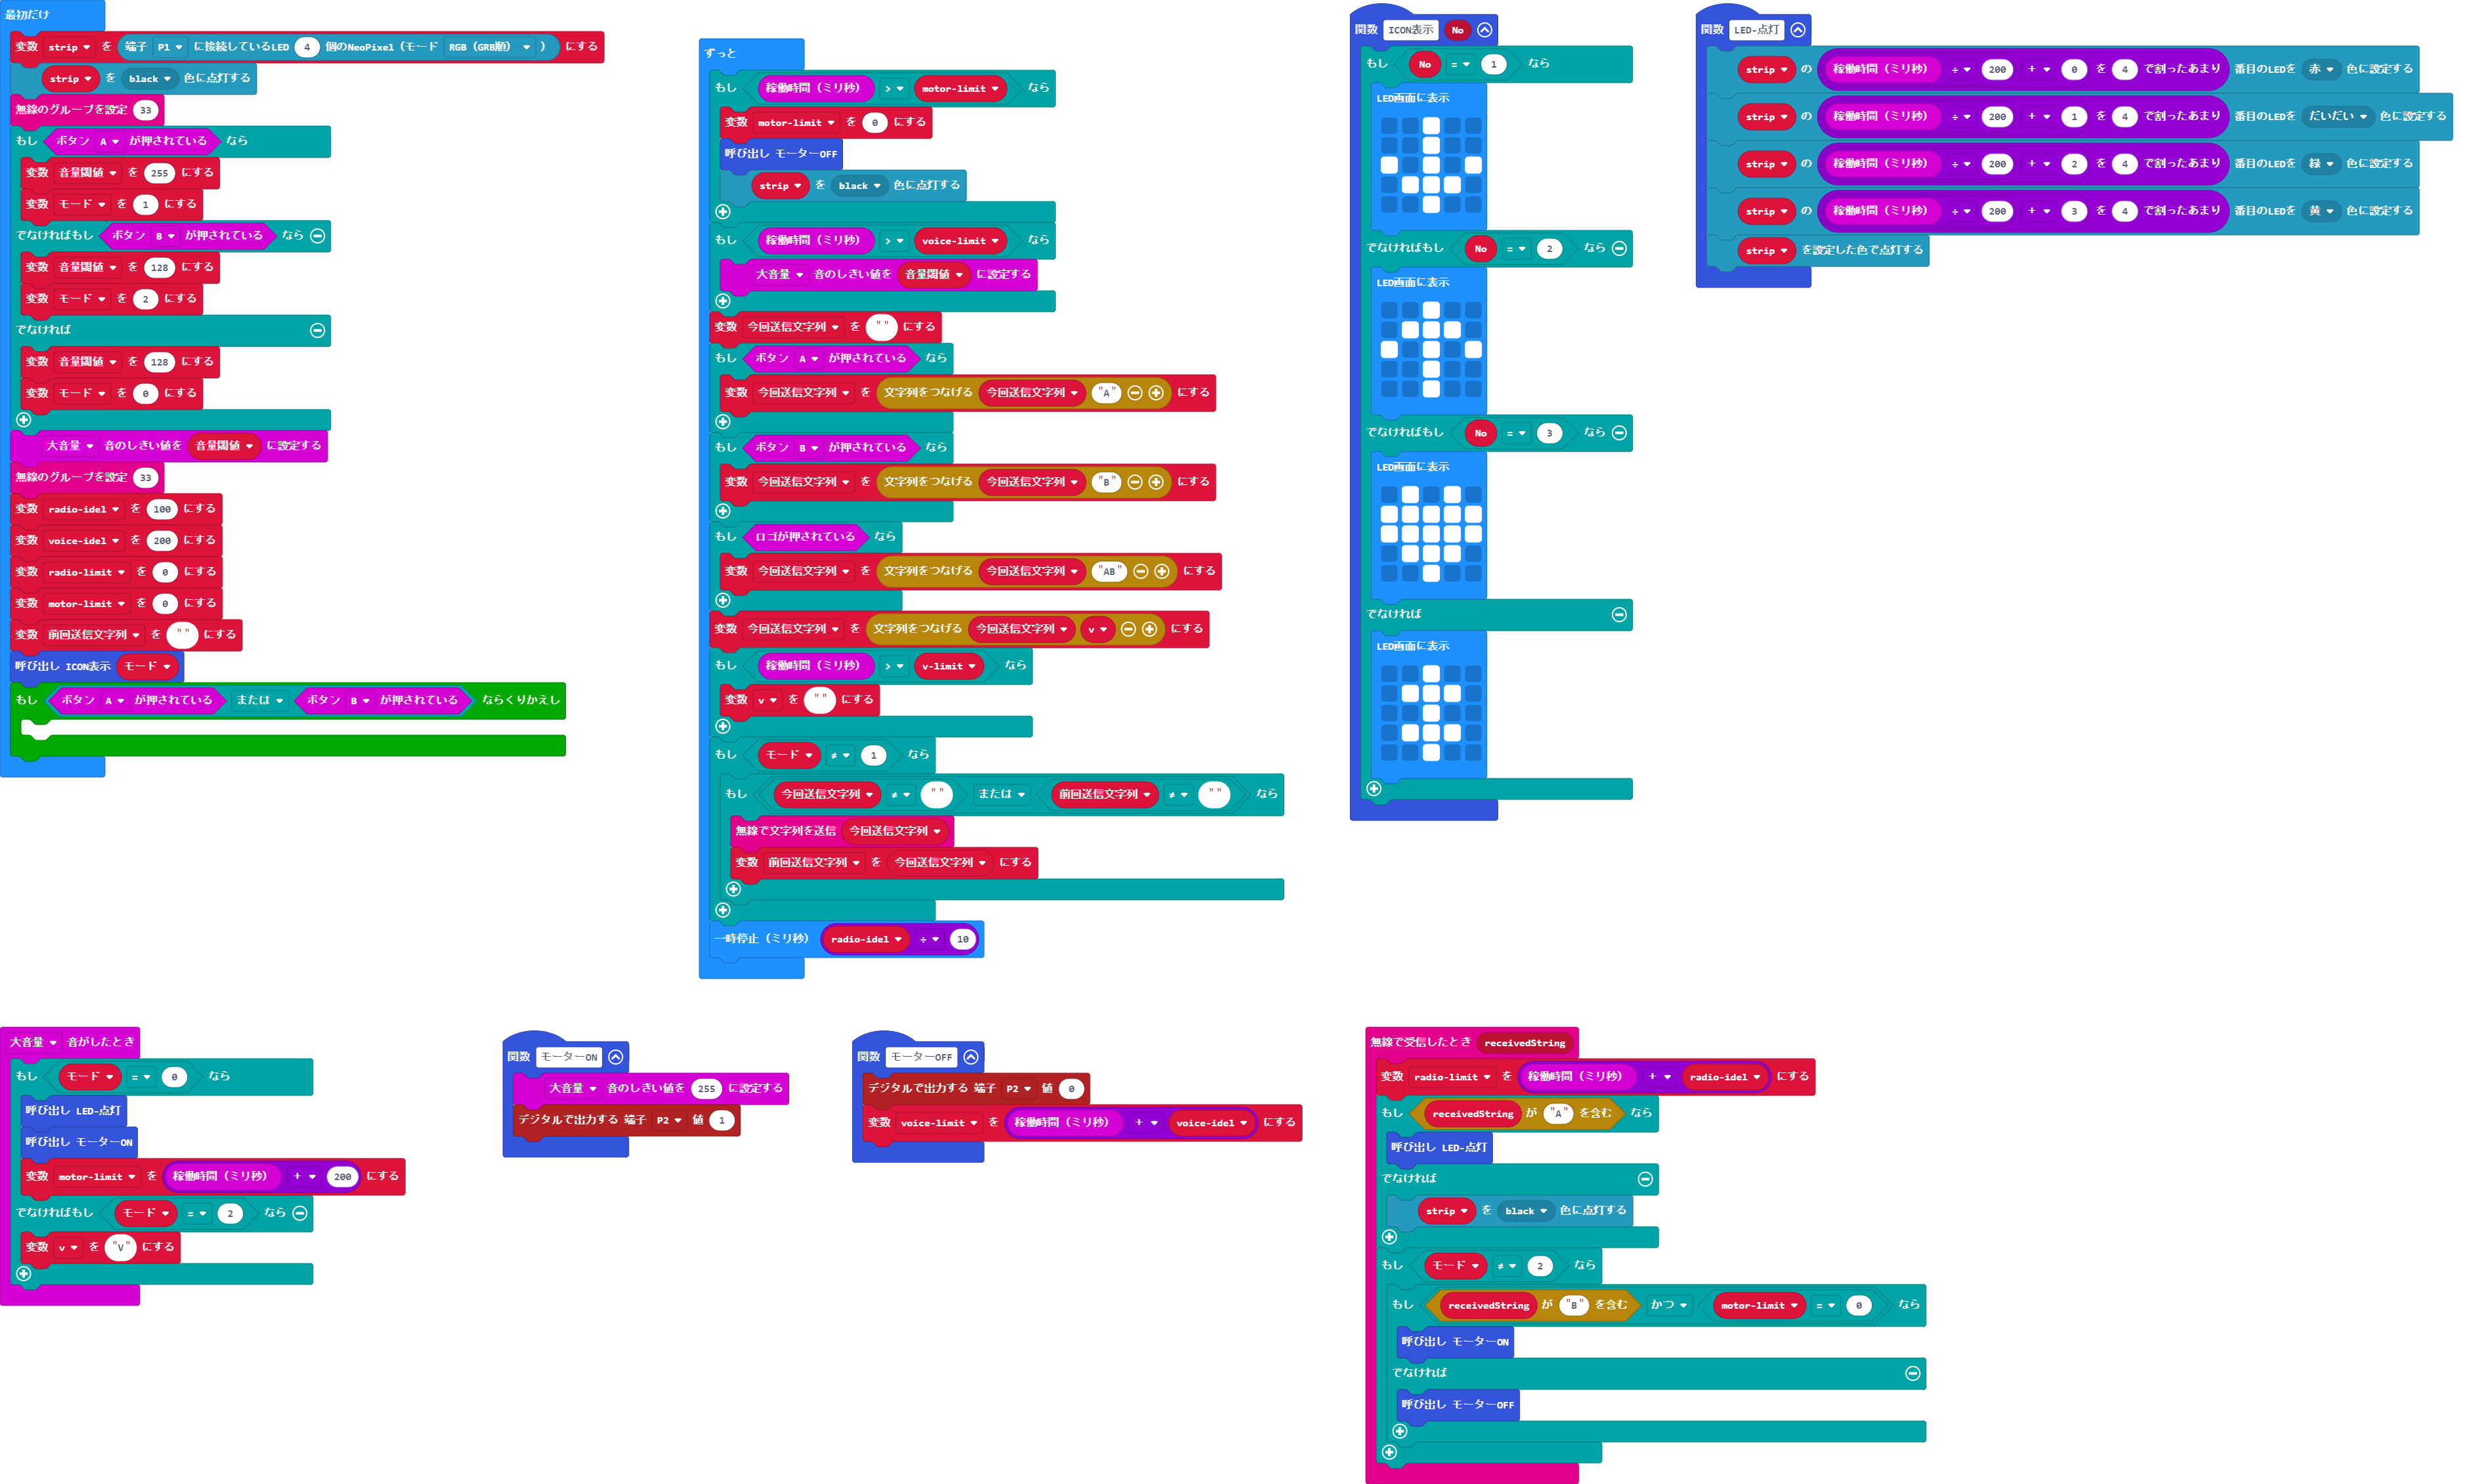 最初だけ
変数 strip を 端子 P1 に接続しているLED 4 個のNeoPixel（モード RGB（GRB順） ） にする
strip を black 色に点灯する
無線のグループを設定 33
もし ボタン A が押されている なら
変数 音量閾値 を 255 にする
変数 モード を 1 にする
でなければもし ボタン B が押されている なら
変数 音量閾値 を 128 にする
変数 モード を 2 にする
でなければ
変数 音量閾値 を 128 にする
変数 モード を 0 にする
大音量 音のしきい値を 音量閾値 に設定する
無線のグループを設定 33
変数 radio-idel を 100 にする
変数 voice-idel を 200 にする
変数 radio-limit を 0 にする
変数 motor-limit を 0 にする
変数 前回送信文字列 を "" にする
呼び出し ICON表示 モード
もし ボタン A が押されている または ボタン B が押されている ならくりかえし
ずっと
もし 稼働時間（ミリ秒） > motor-limit なら
変数 motor-limit を 0 にする
呼び出し モーターOFF
strip を black 色に点灯する
もし 稼働時間（ミリ秒） > voice-limit なら
大音量 音のしきい値を 音量閾値 に設定する
変数 今回送信文字列 を "" にする
もし ボタン A が押されている なら
変数 今回送信文字列 を 文字列をつなげる 今回送信文字列 "A" にする
もし ボタン B が押されている なら
変数 今回送信文字列 を 文字列をつなげる 今回送信文字列 "B" にする
もし ロゴが押されている なら
変数 今回送信文字列 を 文字列をつなげる 今回送信文字列 "AB" にする
変数 今回送信文字列 を 文字列をつなげる 今回送信文字列 v にする
もし 稼働時間（ミリ秒） > v-limit なら
変数 v を "" にする
もし モード ≠ 1 なら
もし 今回送信文字列 ≠ "" または 前回送信文字列 ≠ "" なら
無線で文字列を送信 今回送信文字列
変数 前回送信文字列 を 今回送信文字列 にする
一時停止（ミリ秒） radio-idel ÷ 10
関数 ICON表示 No
もし No = 1 なら
LED画面に表示
でなければもし No = 2 なら
LED画面に表示
でなければもし No = 3 なら
LED画面に表示
でなければ
LED画面に表示
関数 LED-点灯
strip の 稼働時間（ミリ秒） ÷ 200 + 0 を 4 で割ったあまり 番目のLEDを 赤 色に設定する
strip の 稼働時間（ミリ秒） ÷ 200 + 1 を 4 で割ったあまり 番目のLEDを だいだい 色に設定する
strip の 稼働時間（ミリ秒） ÷ 200 + 2 を 4 で割ったあまり 番目のLEDを 緑 色に設定する
strip の 稼働時間（ミリ秒） ÷ 200 + 3 を 4 で割ったあまり 番目のLEDを 黄 色に設定する
strip を設定した色で点灯する
大音量 音がしたとき
もし モード = 0 なら
呼び出し LED-点灯
呼び出し モーターON
変数 motor-limit を 稼働時間（ミリ秒） + 200 にする
でなければもし モード = 2 なら
変数 v を "V" にする
関数 モーターON
大音量 音のしきい値を 255 に設定する
デジタルで出力する 端子 P2 値 1
関数 モーターOFF
デジタルで出力する 端子 P2 値 0
変数 voice-limit を 稼働時間（ミリ秒） + voice-idel にする
無線で受信したとき receivedString
変数 radio-limit を 稼働時間（ミリ秒） + radio-idel にする
もし receivedString が "A" を含む なら
呼び出し LED-点灯
でなければ
strip を black 色に点灯する
もし モード ≠ 2 なら
もし receivedString が "B" を含む かつ motor-limit = 0 なら
呼び出し モーターON
でなければ
呼び出し モーターOFF